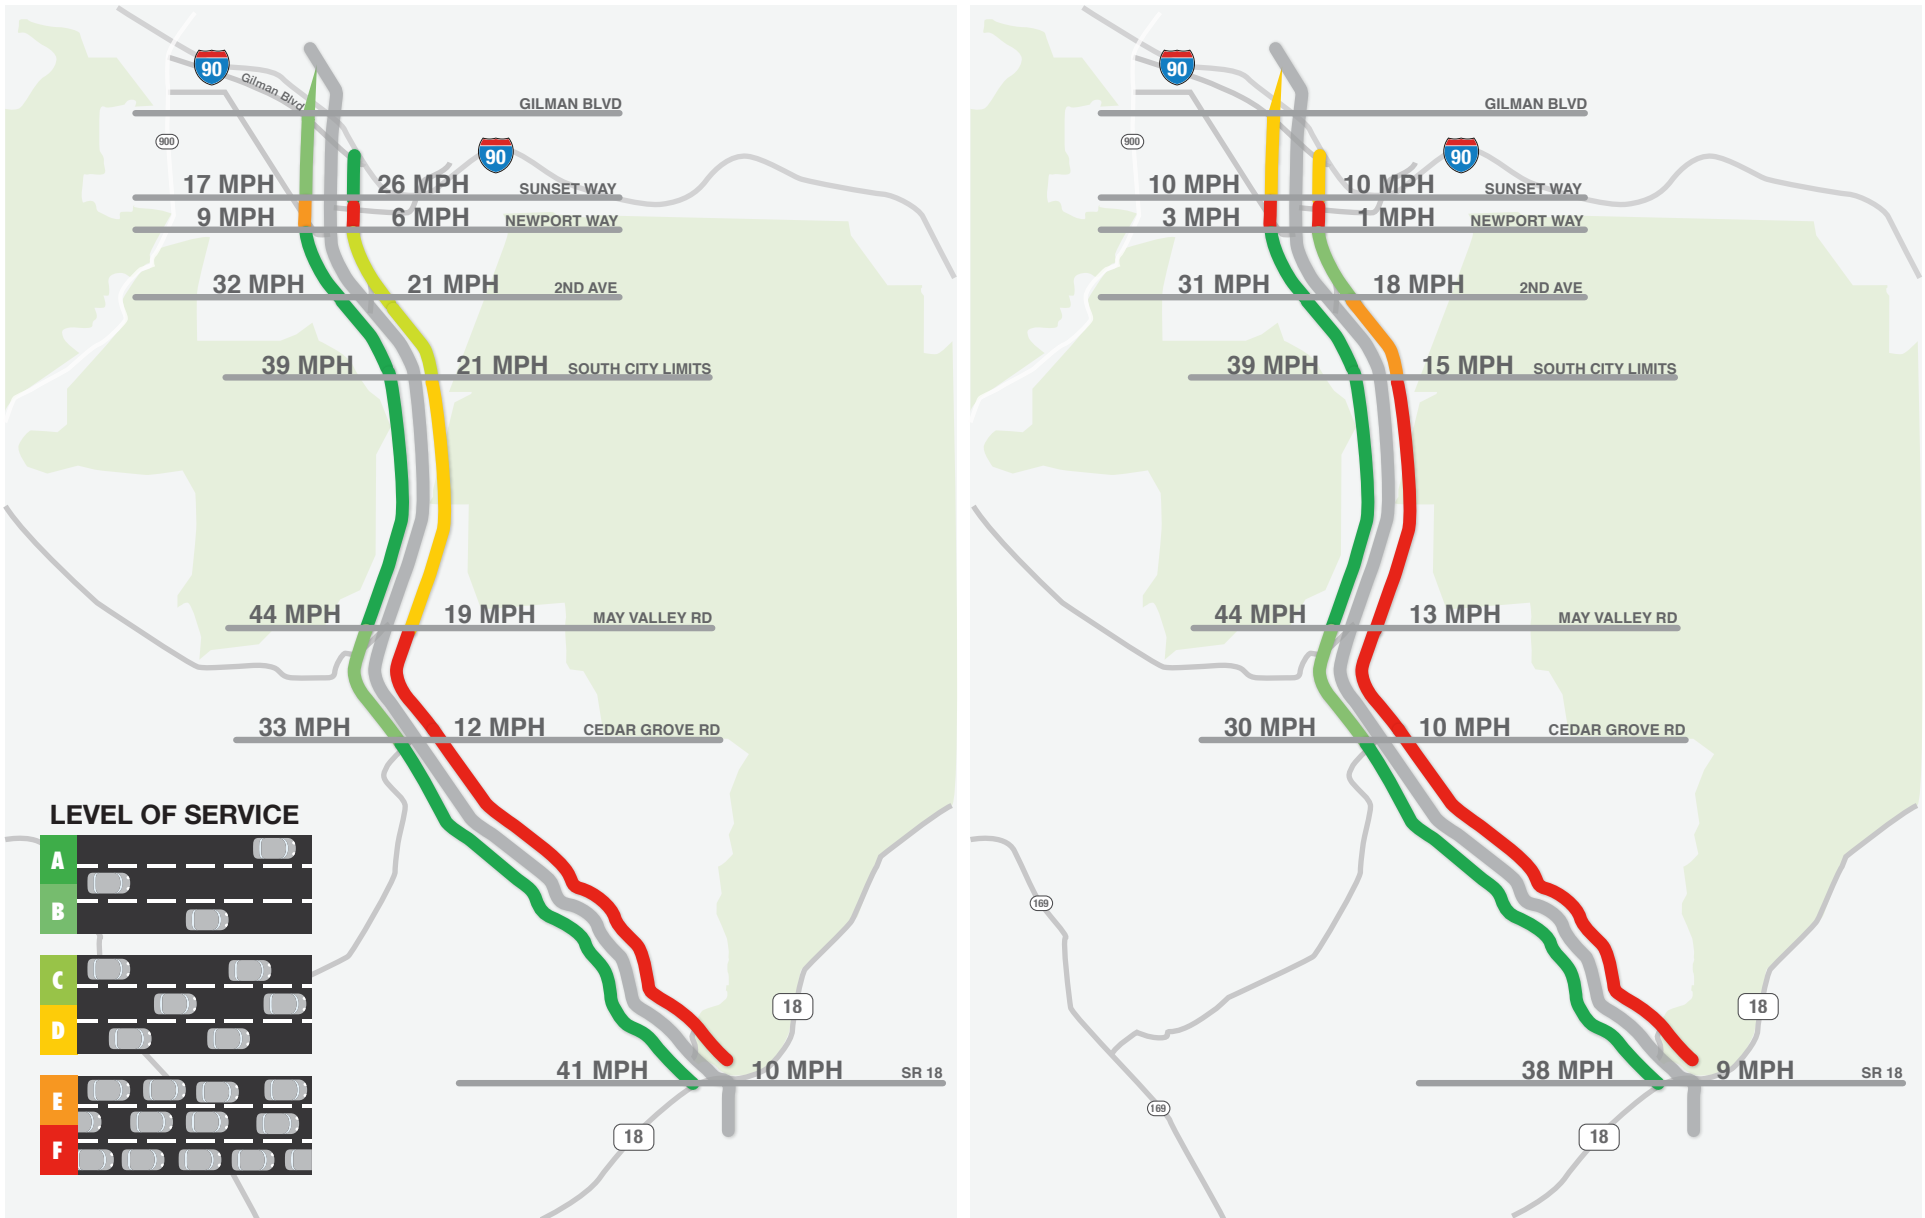 90
Gilman Blvd
GILMAN BLVD
900
90
17 MPH 26 MPH SUNSET WAY
9 MPH 6 MPH NEWPORT WAY
32 MPH 21 MPH 2ND AVE
39 MPH 21 MPH SOUTH CITY LIMITS
44 MPH 19 MPH MAY VALLEY RD
33 MPH 12 MPH CEDAR GROVE RD
LEVEL OF SERVICE
A
B
C
D
E
F
18
41 MPH 10 MPH SR 18
18
90
GILMAN BLVD
900
90
10 MPH 10 MPH SUNSET WAY
3 MPH 1 MPH NEWPORT WAY
31 MPH 18 MPH 2ND AVE
39 MPH 15 MPH SOUTH CITY LIMITS
44 MPH 13 MPH MAY VALLEY RD
30 MPH 10 MPH CEDAR GROVE RD
169
18
38 MPH 9 MPH SR 18
169
18